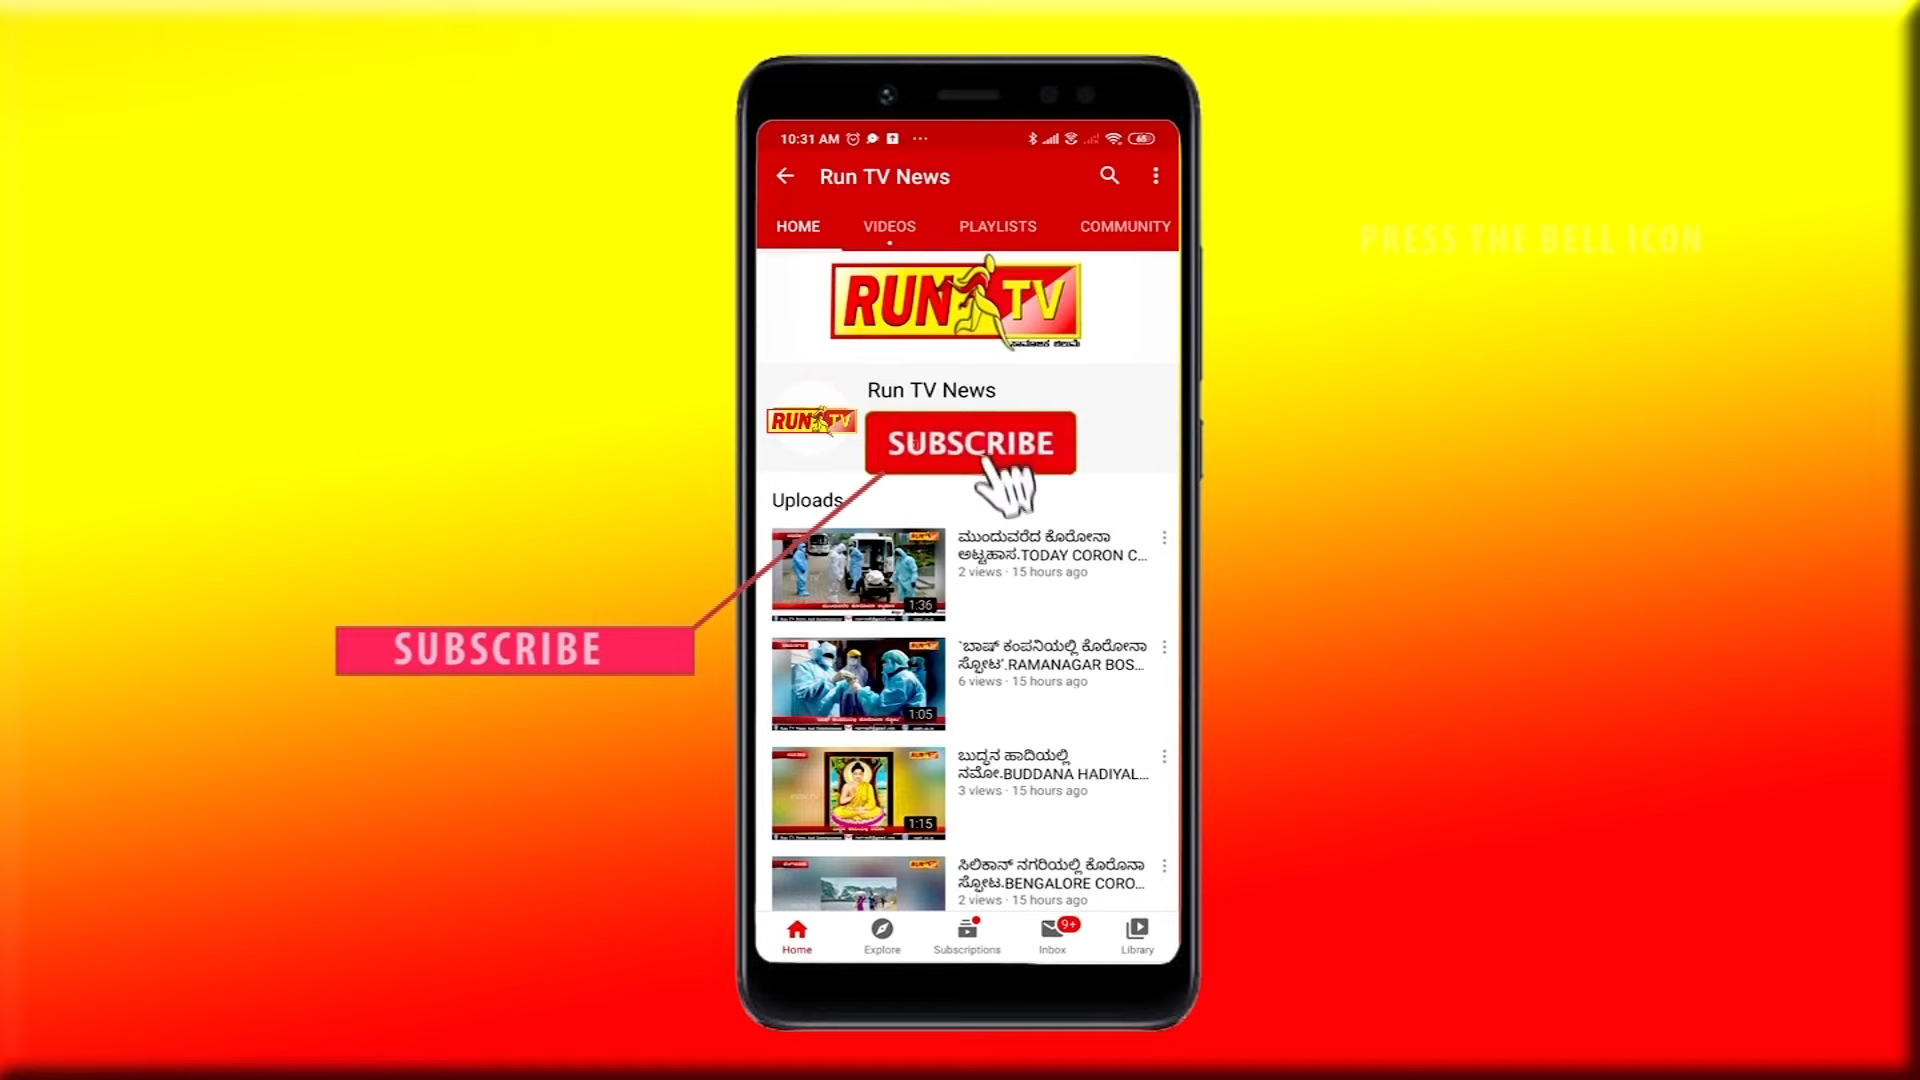 10:31 AM
Run TV News
HOME VIDEOS PLAYLISTS COMMUNITY
PRESS THE BELL ICON
RUN TV
ಸಾಮಾಜಿಕ ಚಿಲುಮೆ
Run TV News
RUN TV
SUBSCRIBE
Uploads
ಮುಂದುವರೆದ ಕೊರೋನಾ
ಅಟ್ಟಹಾಸ.TODAY CORON C...
2 views · 15 hours ago
1:36
SUBSCRIBE
`ಬಾಷ್ ಕಂಪನಿಯಲ್ಲಿ ಕೊರೋನಾ
ಸ್ಫೋಟ'.RAMANAGAR BOS...
6 views · 15 hours ago
1:05
ಬುದ್ಧನ ಹಾದಿಯಲ್ಲಿ
ನಮೋ.BUDDANA HADIYAL...
3 views · 15 hours ago
1:15
ಸಿಲಿಕಾನ್ ನಗರಿಯಲ್ಲಿ ಕೊರೊನಾ
ಸ್ಫೋಟ.BENGALORE CORO...
2 views · 15 hours ago
9+
Home Explore Subscriptions Inbox Library